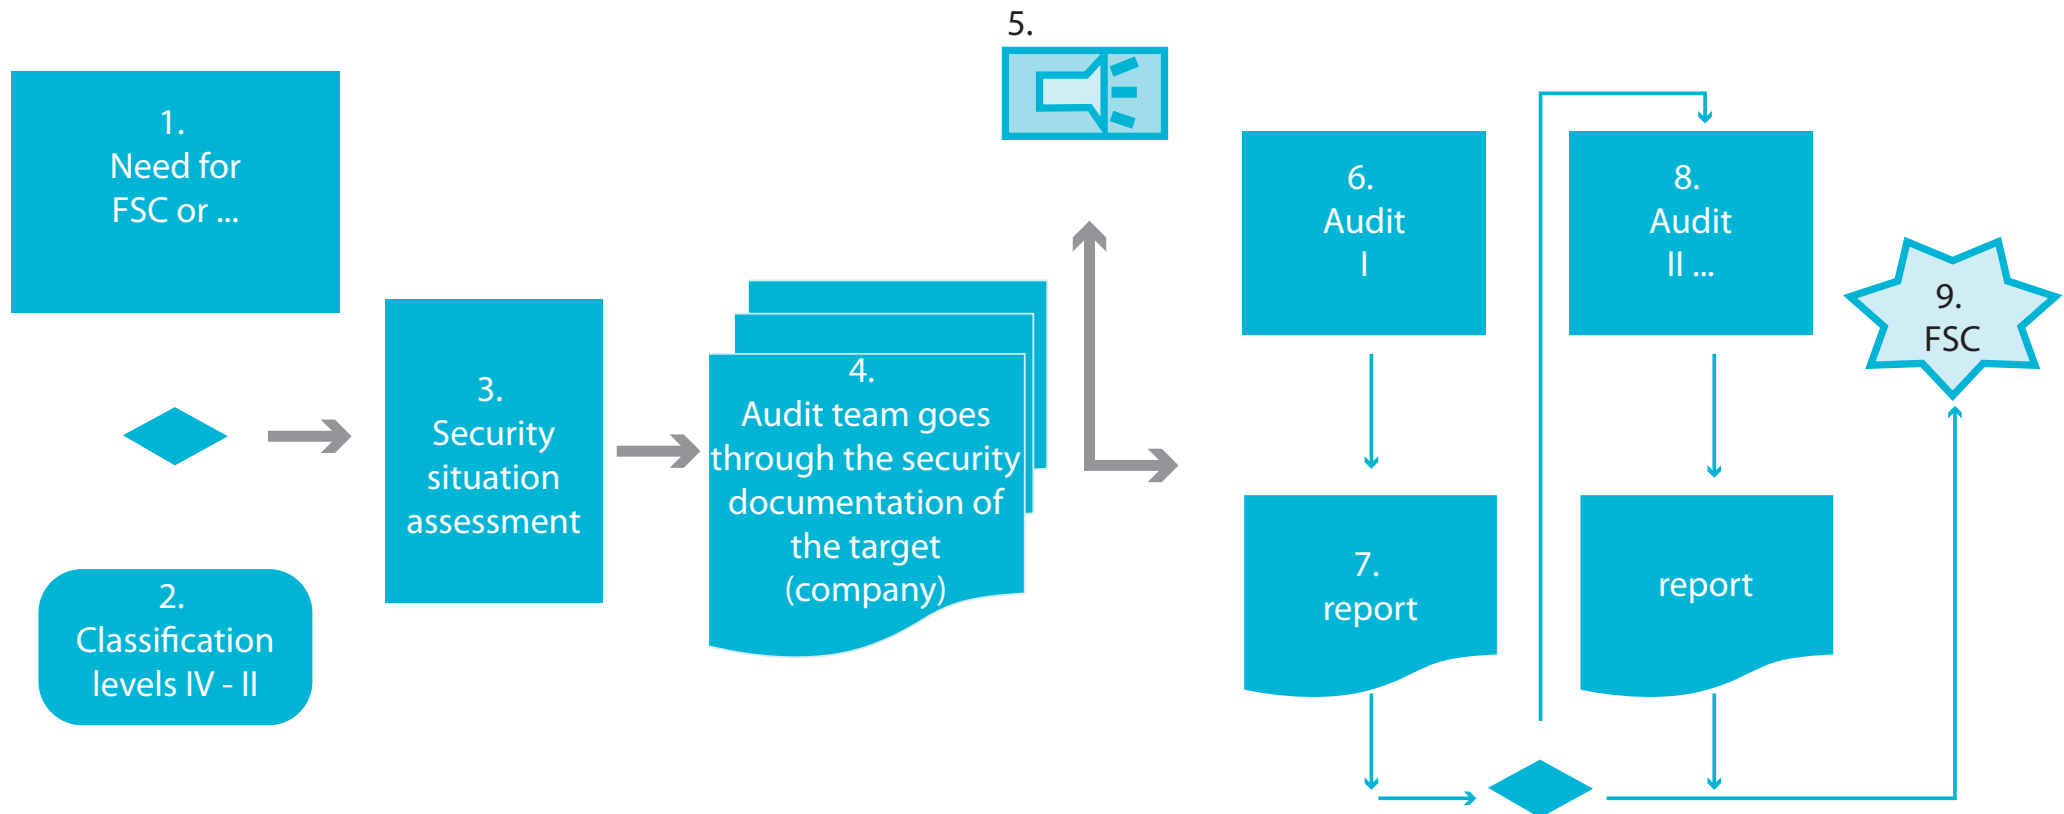 1.
Need for
FSC or ...
2.
Classification
levels IV - II
3.
Security
situation
assessment
4.
Audit team goes
through the security
documentation of
the target
(company)
5.
6.
Audit
I
7.
report
8.
Audit
II ...
report
9.
FSC